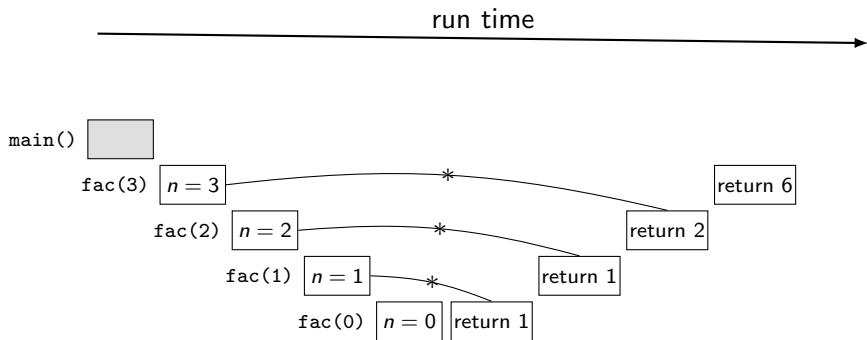 run time
main()
fac(3) n = 3 * return 6
fac(2) n = 2 * return 2
fac(1) n = 1 * return 1
fac(0) n = 0 return 1